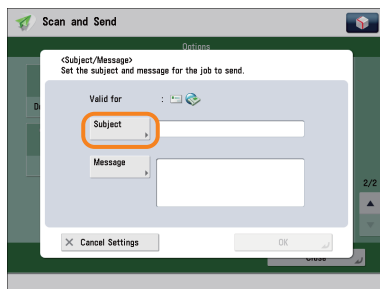 Scan and Send
Options
<Subject/Message>
Set the subject and message for the job to send.
Valid for :
Subject
Message
2/2
Cancel Settings
OK
Close